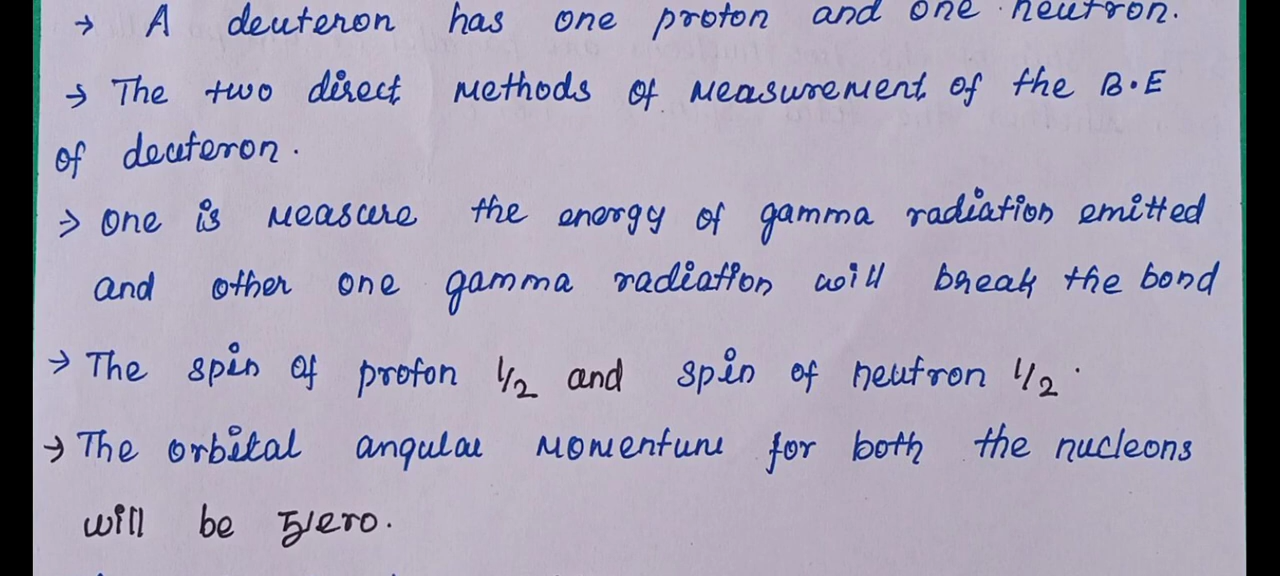 → A deuteron has one proton and one neutron.
→ The two direct methods of measurement of the B.E
of deuteron.
→ one is measure the energy of gamma radiation emitted
and other one gamma radiation will break the bond
→ The spin of proton 1/2 and spin of neutron 1/2.
→ The orbital angular momentum for both the nucleons
will be zero.